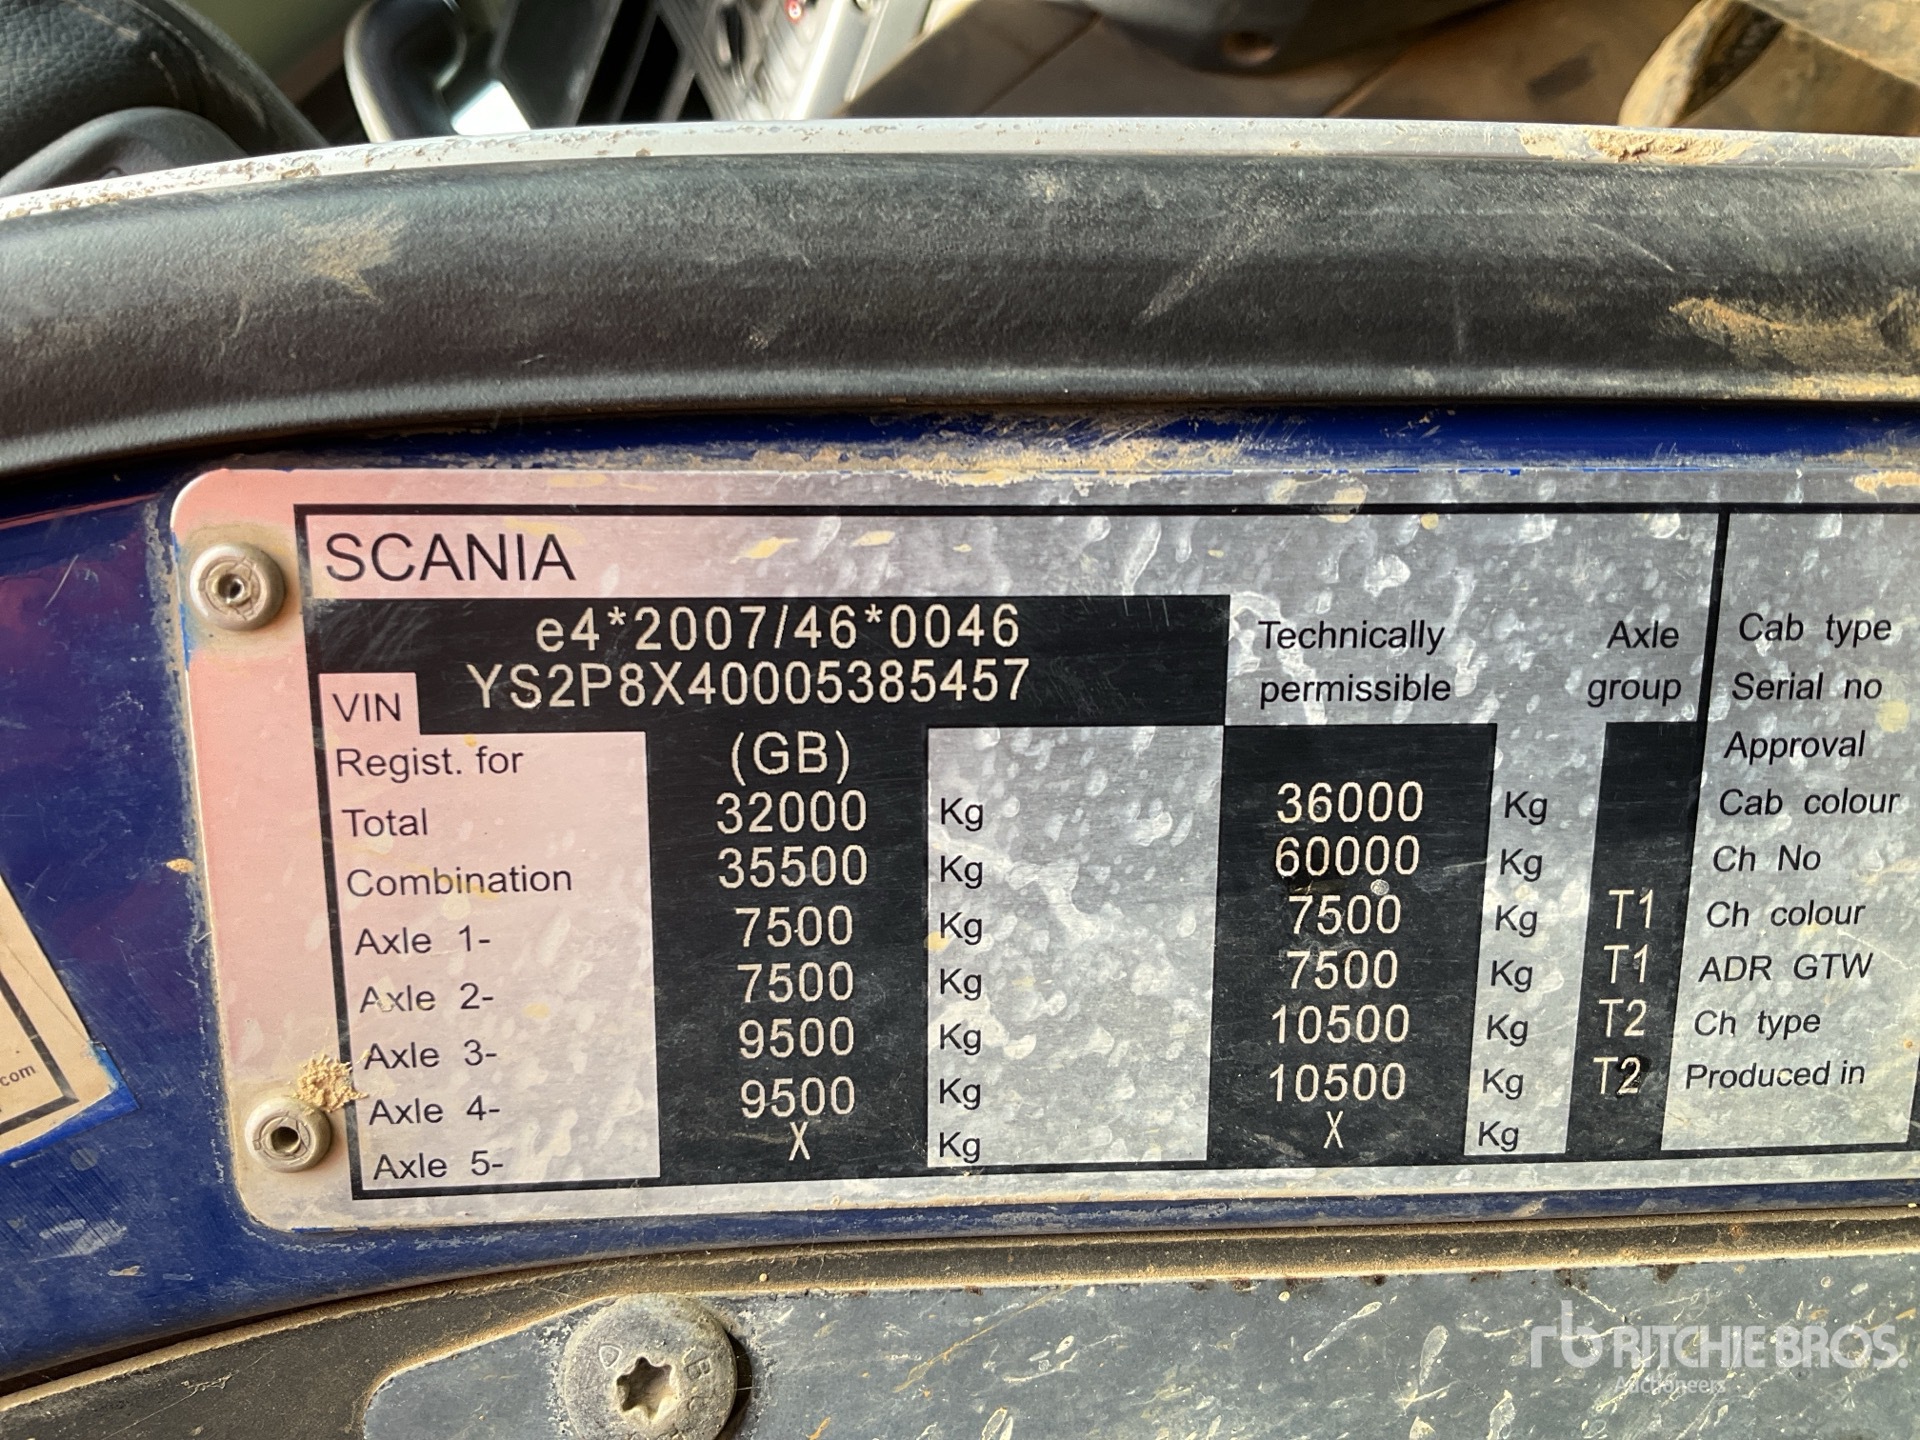 SCANIA
e4*2007/46*0046
VIN YS2P8X40005385457
Technically permissible
Axle group
Regist. for (GB)
Total 32000 Kg 36000 Kg
Combination 35500 Kg 60000 Kg
Axle 1- 7500 Kg 7500 Kg T1
Axle 2- 7500 Kg 7500 Kg T1
Axle 3- 9500 Kg 10500 Kg T2
Axle 4- 9500 Kg 10500 Kg T2
Axle 5- X Kg X Kg
Cab type
Serial no
Approval
Cab colour
Ch No
Ch colour
ADR GTW
Ch type
Produced in
.com
rb RITCHIE BROS.
Auctioneers